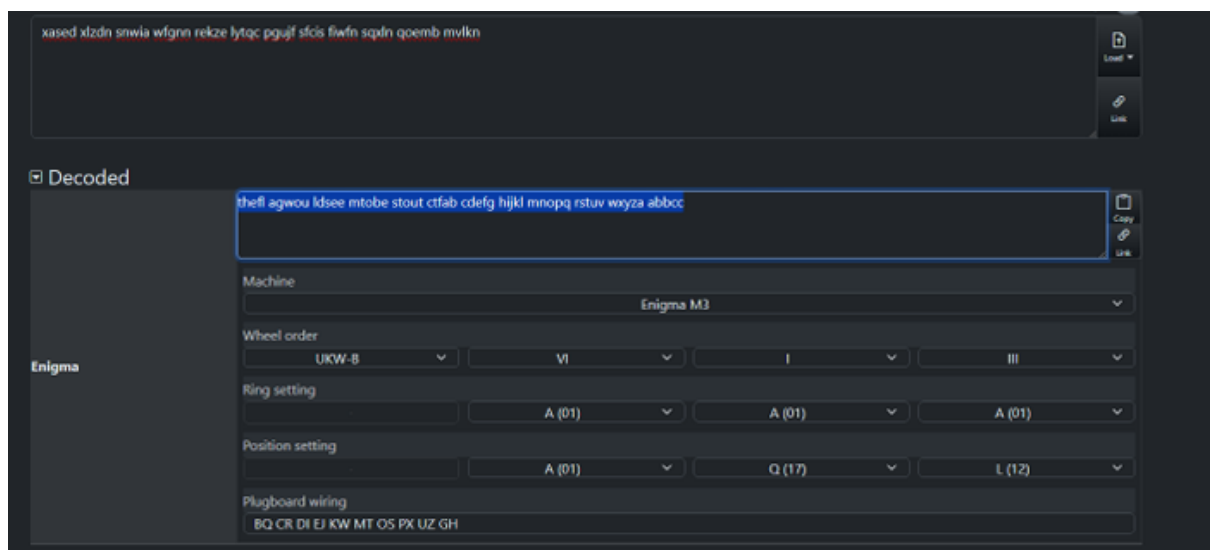 xased xlzdn snwia wfgnn rekze lytqc pgujf sfcis fiwfn sqxln qoemb mvlkn
Load
Link
Decoded
thefl agwou ldsee mtobe stout ctfab cdefg hijkl mnopq rstuv wxyza abbcc
Copy
Link
Machine
Enigma M3
Wheel order
UKW-B VI I III
Enigma
Ring setting
A (01) A (01) A (01)
Position setting
A (01) Q (17) L (12)
Plugboard wiring
BQ CR DI EJ KW MT OS PX UZ GH